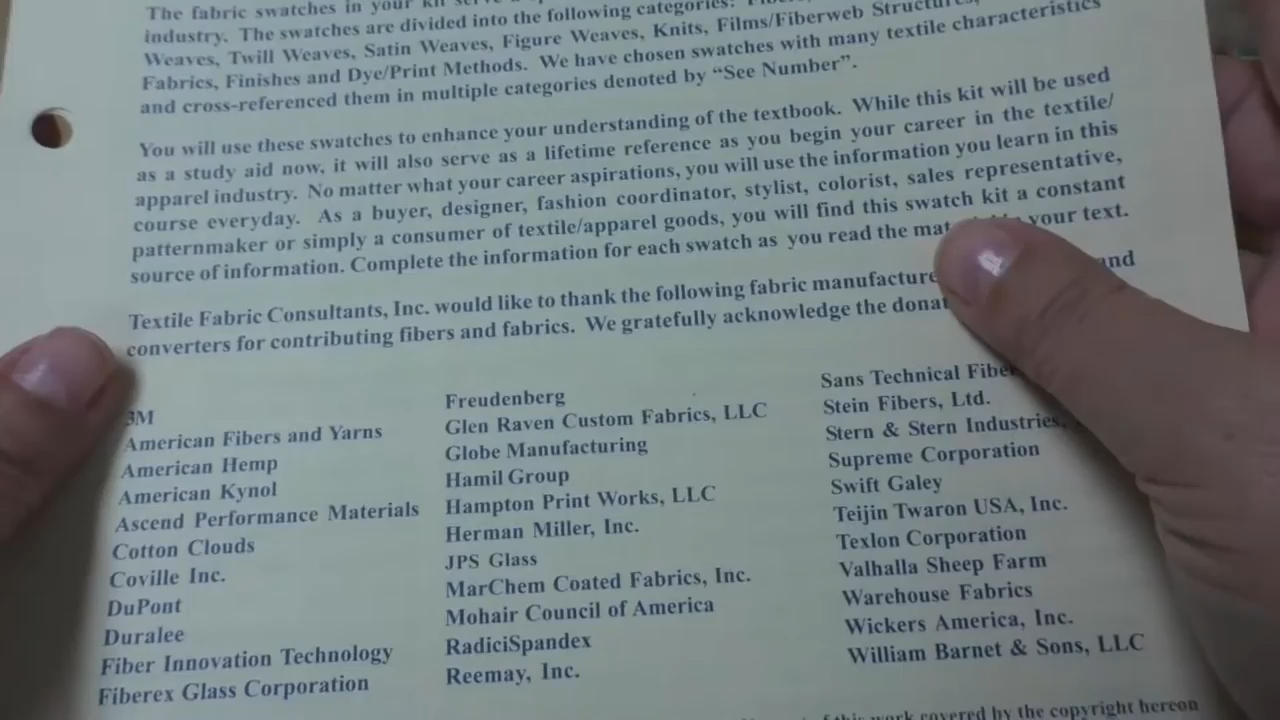 The fabric swatches in your kit serve a
industry. The swatches are divided into the following categories:
Weaves, Twill Weaves, Satin Weaves, Figure Weaves, Knits, Films/Fiberweb Structures,
Fabrics, Finishes and Dye/Print Methods. We have chosen swatches with many textile characteristics
and cross-referenced them in multiple categories denoted by “See Number”.
You will use these swatches to enhance your understanding of the textbook. While this kit will be used
as a study aid now, it will also serve as a lifetime reference as you begin your career in the textile/
apparel industry. No matter what your career aspirations, you will use the information you learn in this
course everyday. As a buyer, designer, fashion coordinator, stylist, colorist, sales representative,
patternmaker or simply a consumer of textile/apparel goods, you will find this swatch kit a constant
source of information. Complete the information for each swatch as you read the mat your text.
Textile Fabric Consultants, Inc. would like to thank the following fabric manufacture and
converters for contributing fibers and fabrics. We gratefully acknowledge the donat
3M
American Fibers and Yarns
American Hemp
American Kynol
Ascend Performance Materials
Cotton Clouds
Coville Inc.
DuPont
Duralee
Fiber Innovation Technology
Fiberex Glass Corporation
Freudenberg
Glen Raven Custom Fabrics, LLC
Globe Manufacturing
Hamil Group
Hampton Print Works, LLC
Herman Miller, Inc.
JPS Glass
MarChem Coated Fabrics, Inc.
Mohair Council of America
RadiciSpandex
Reemay, Inc.
Sans Technical Fibe
Stein Fibers, Ltd.
Stern & Stern Industries,
Supreme Corporation
Swift Galey
Teijin Twaron USA, Inc.
Texlon Corporation
Valhalla Sheep Farm
Warehouse Fabrics
Wickers America, Inc.
William Barnet & Sons, LLC
of this work covered by the copyright hereon